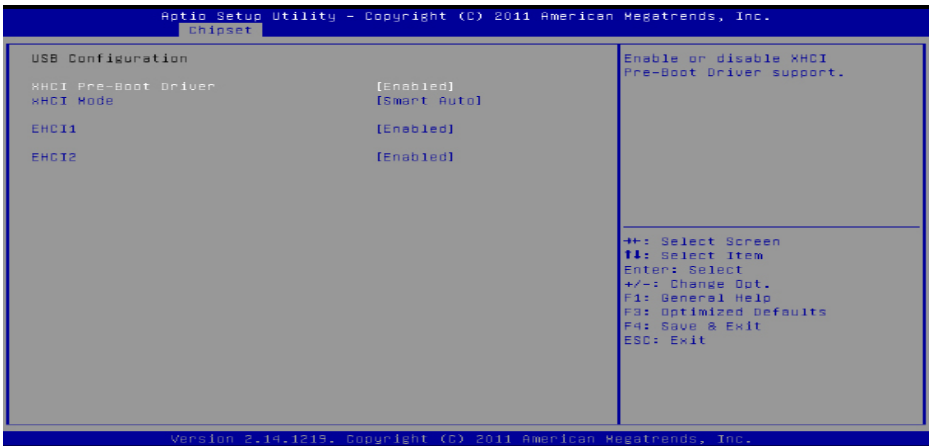 Aptio Setup Utility – Copyright (C) 2011 American Megatrends, Inc.
Chipset
USB Configuration
XHCI Pre-Boot Driver [Enabled]
xHCI Mode [Smart Auto]
EHCI1 [Enabled]
EHCI2 [Enabled]
Enable or disable XHCI
Pre-Boot Driver support.
→←: Select Screen
↑↓: Select Item
Enter: Select
+/-: Change Opt.
F1: General Help
F3: Optimized Defaults
F4: Save & Exit
ESC: Exit
Version 2.14.1219. Copyright (C) 2011 American Megatrends, Inc.